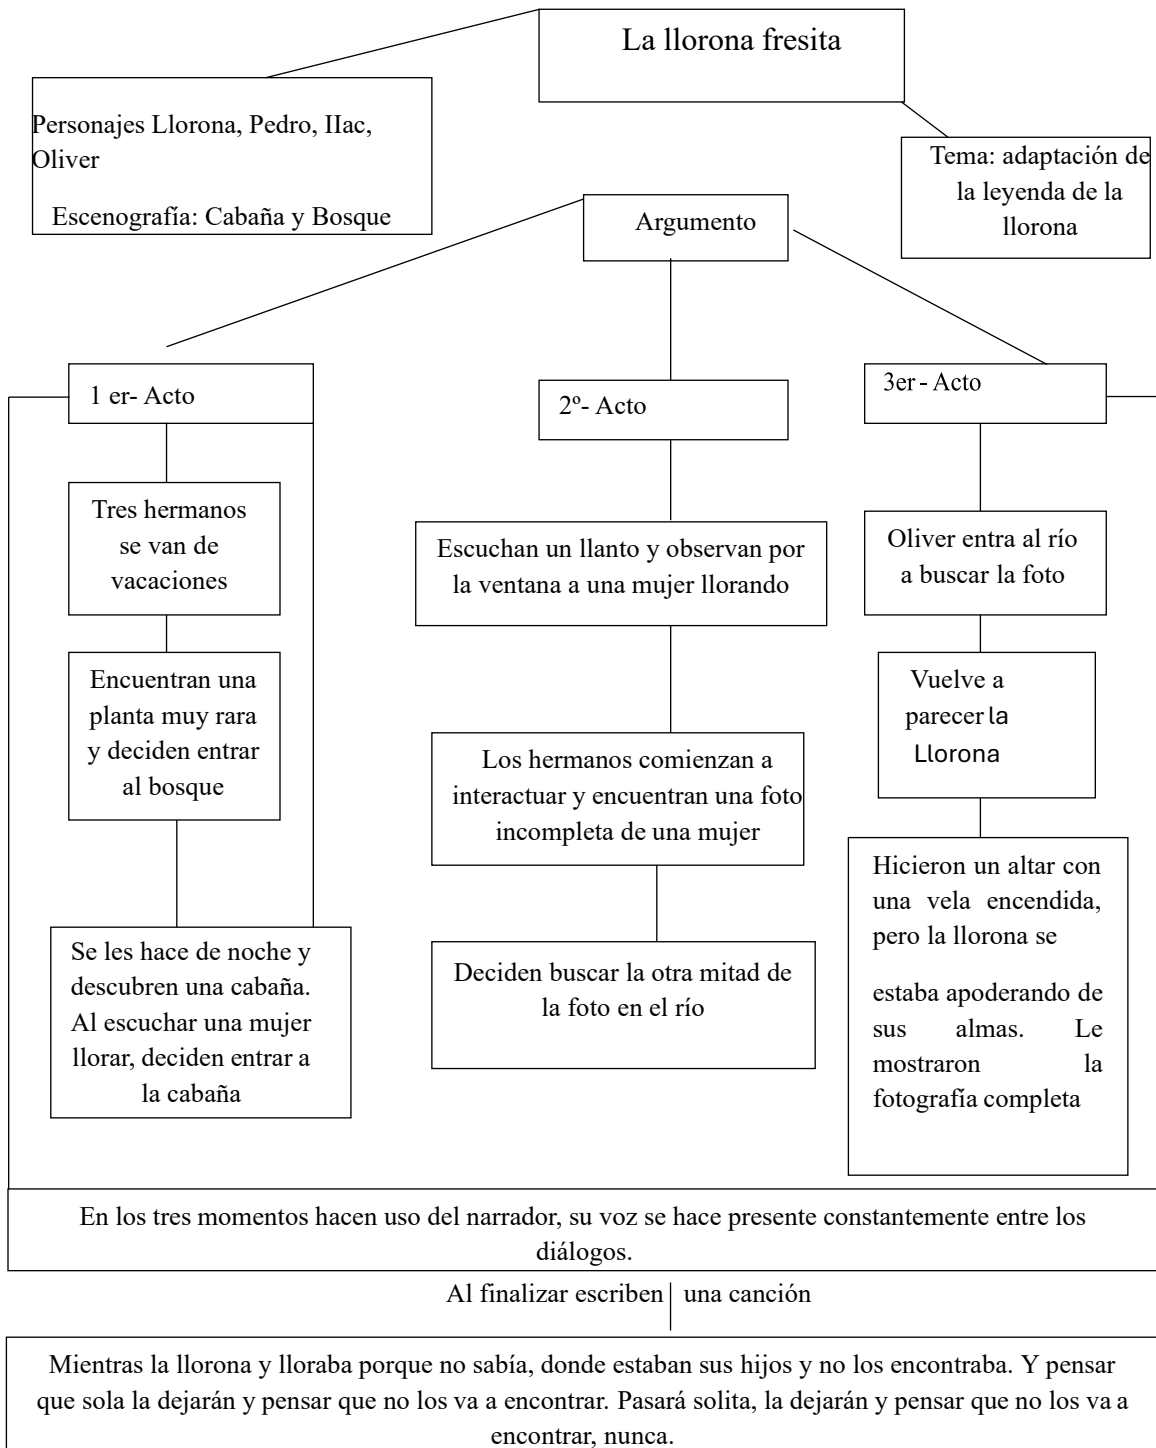 La llorona fresita
Personajes Llorona, Pedro, IIac,
Oliver
Escenografía: Cabaña y Bosque
Tema: adaptación de
la leyenda de la
llorona
Argumento
1 er- Acto
Tres hermanos
se van de
vacaciones
Encuentran una
planta muy rara
y deciden entrar
al bosque
Se les hace de noche y
descubren una cabaña.
Al escuchar una mujer
llorar, deciden entrar a
la cabaña
2º- Acto
Escuchan un llanto y observan por
la ventana a una mujer llorando
Los hermanos comienzan a
interactuar y encuentran una foto
incompleta de una mujer
Deciden buscar la otra mitad de
la foto en el río
3er - Acto
Oliver entra al río
a buscar la foto
Vuelve a
parecer la
Llorona
Hicieron un altar con
una vela encendida,
pero la llorona se
estaba apoderando de
sus almas. Le
mostraron la
fotografía completa
En los tres momentos hacen uso del narrador, su voz se hace presente constantemente entre los
diálogos.
Al finalizar escriben una canción
Mientras la llorona y lloraba porque no sabía, donde estaban sus hijos y no los encontraba. Y pensar
que sola la dejarán y pensar que no los va a encontrar. Pasará solita, la dejarán y pensar que no los va a
encontrar, nunca.